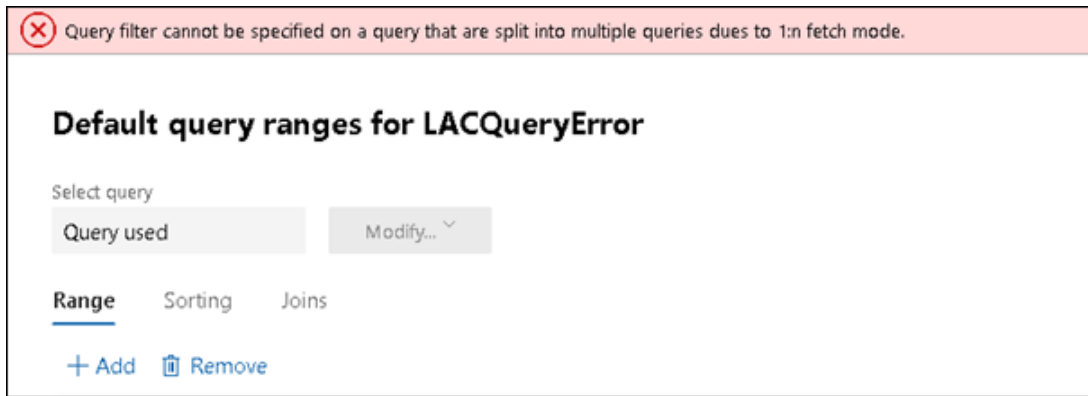 Query filter cannot be specified on a query that are split into multiple queries dues to 1:n fetch mode.
Default query ranges for LACQueryError
Select query
Query used Modify...
Range Sorting Joins
Add Remove